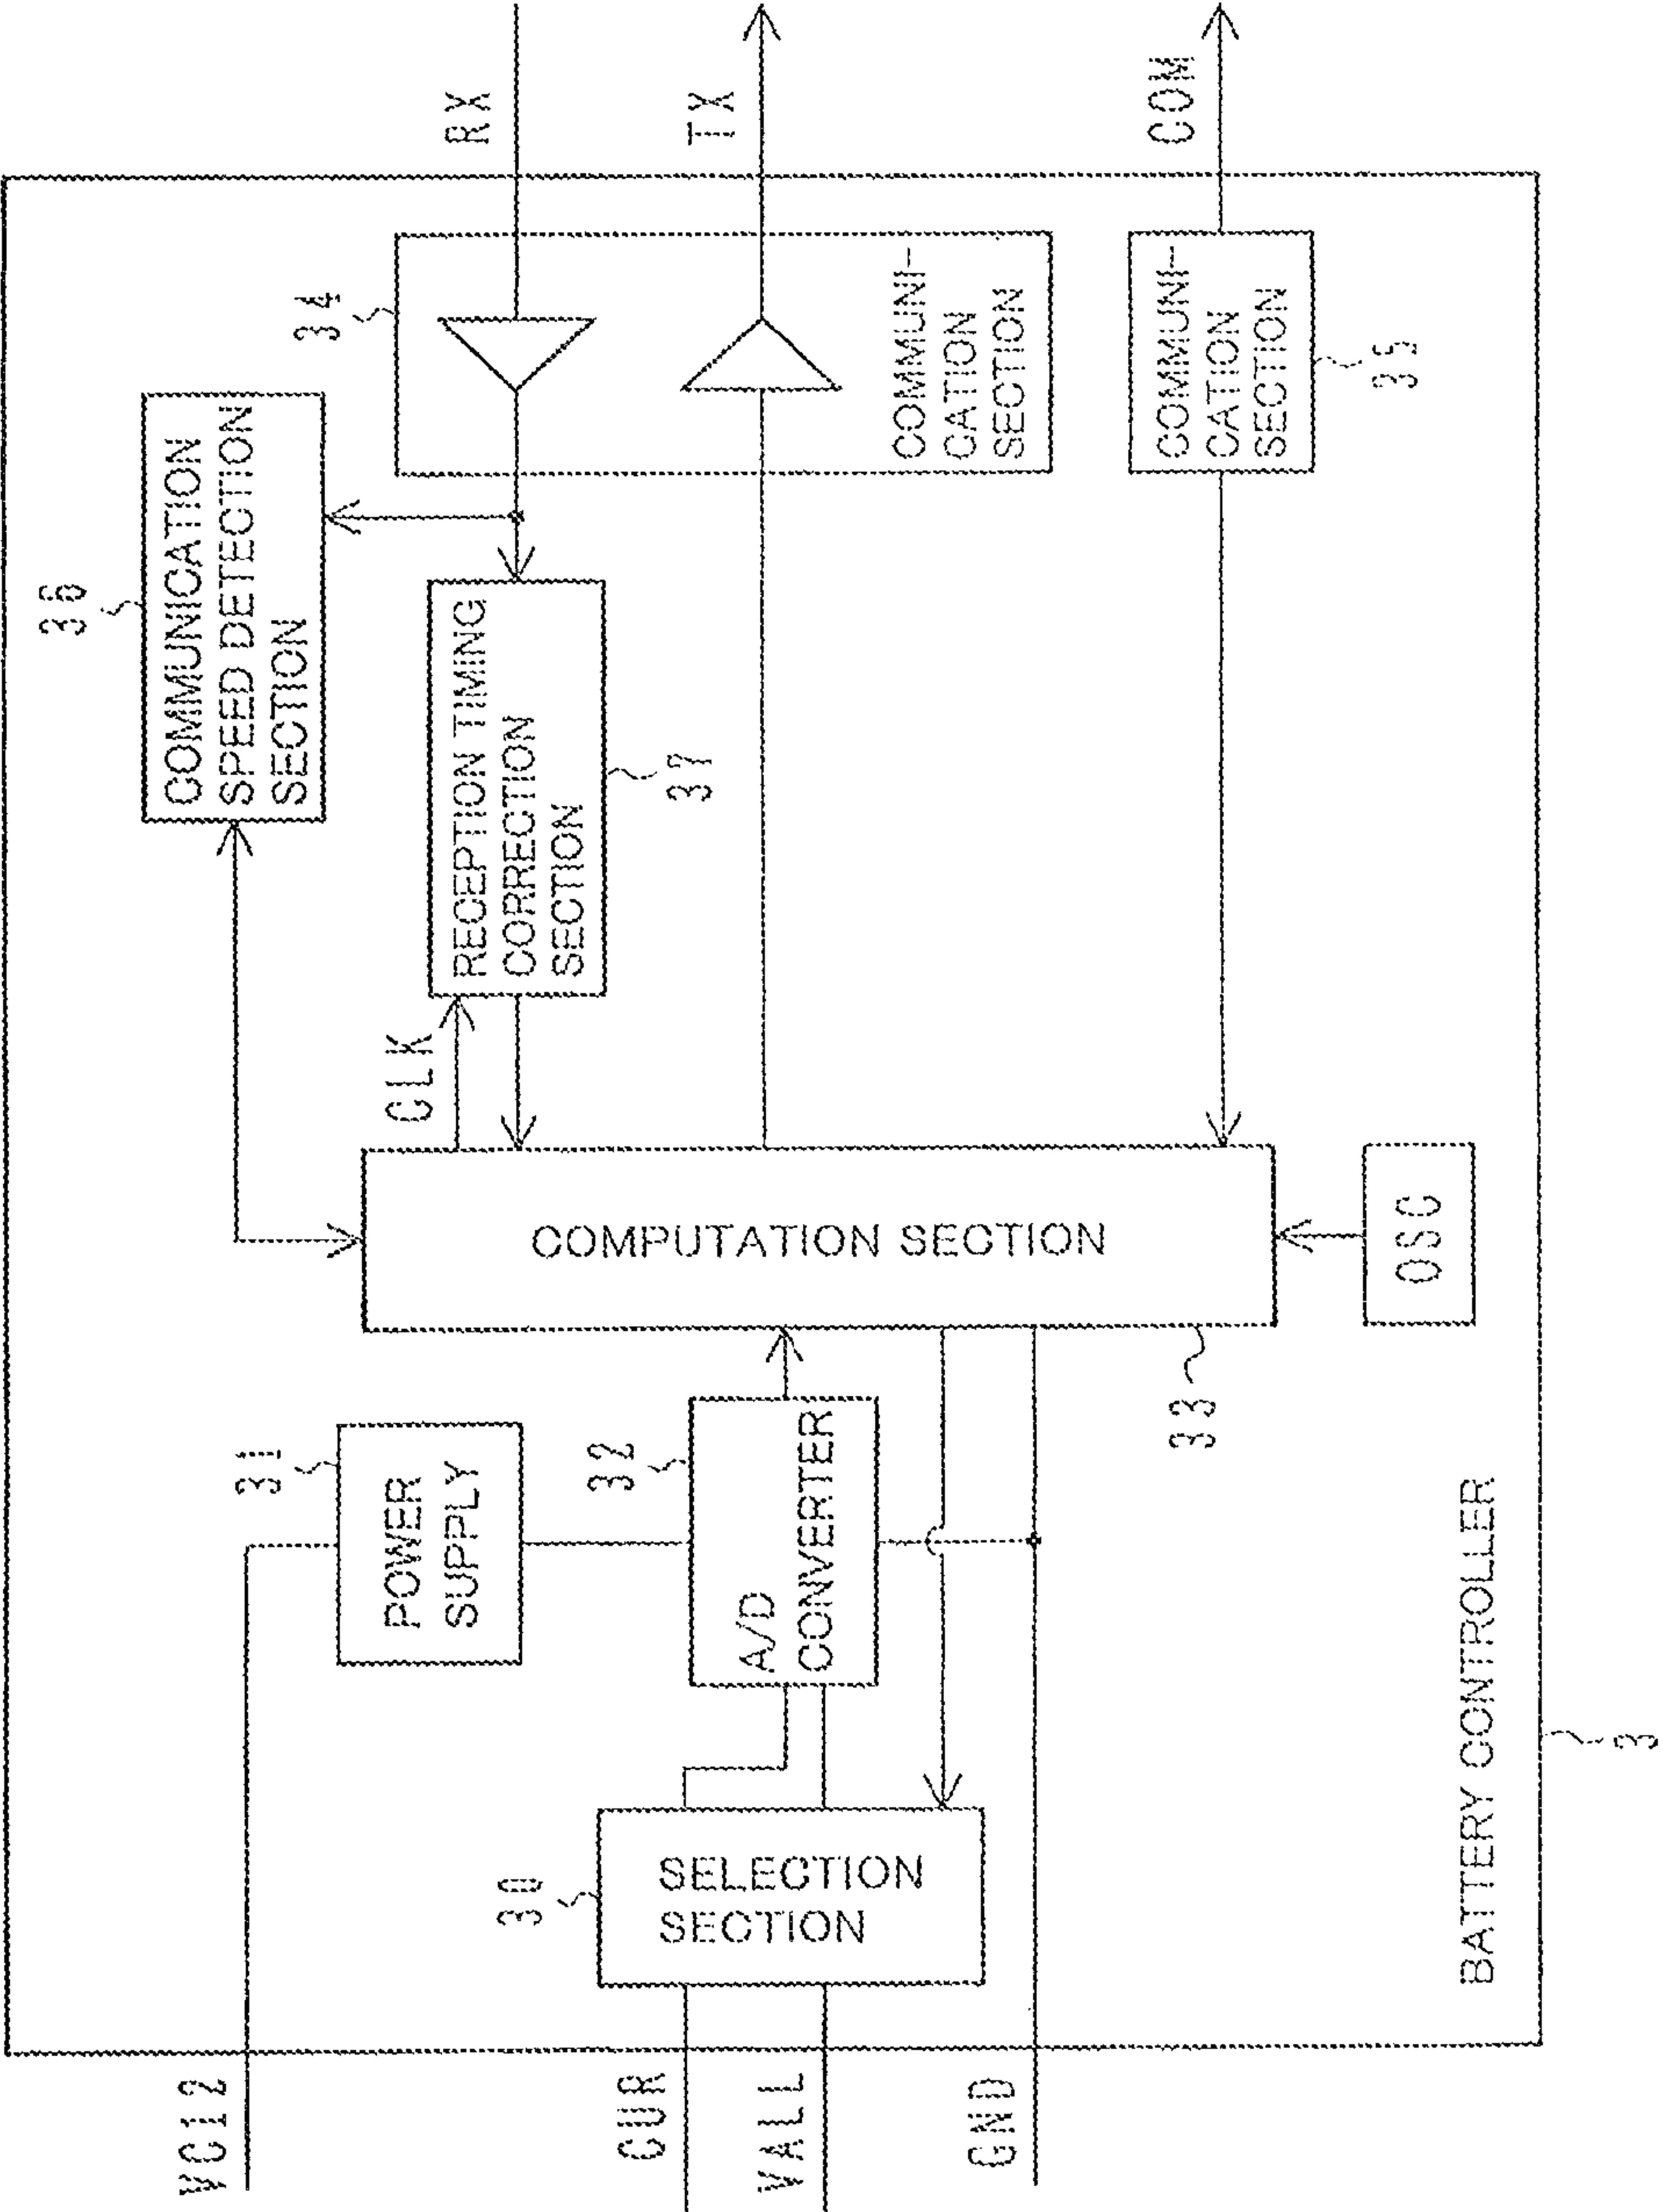 VC12
CUR
VALL
GND
31
POWER
SUPPLY
30
SELECTION
SECTION
32
A/D
CONVERTER
COMPUTATION SECTION
33
OSC
36
COMMUNICATION
SPEED DETECTION
SECTION
CLK
RECEPTION TIMING
CORRECTION
SECTION
37
34
COMMUNI-
CATION
SECTION
COMMUNI-
CATION
SECTION
35
RX
TX
COM
BATTERY CONTROLLER
3